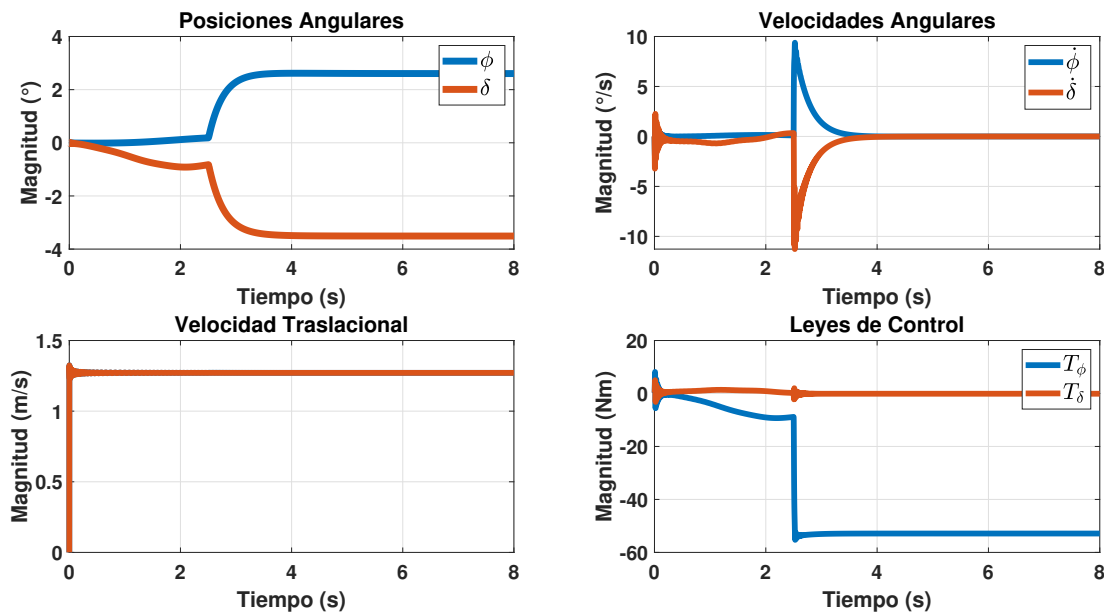 Posiciones Angulares
Magnitud (°)
4
2
0
-2
-4
ϕ
δ
0
2
4
6
8
Tiempo (s)
Velocidades Angulares
Magnitud (°/s)
10
5
0
-5
-10
ϕ̇
δ̇
0
2
4
6
8
Tiempo (s)
Velocidad Traslacional
Magnitud (m/s)
1.5
1
0.5
0
0
2
4
6
8
Tiempo (s)
Leyes de Control
Magnitud (Nm)
20
0
-20
-40
-60
T_ϕ
T_δ
0
2
4
6
8
Tiempo (s)